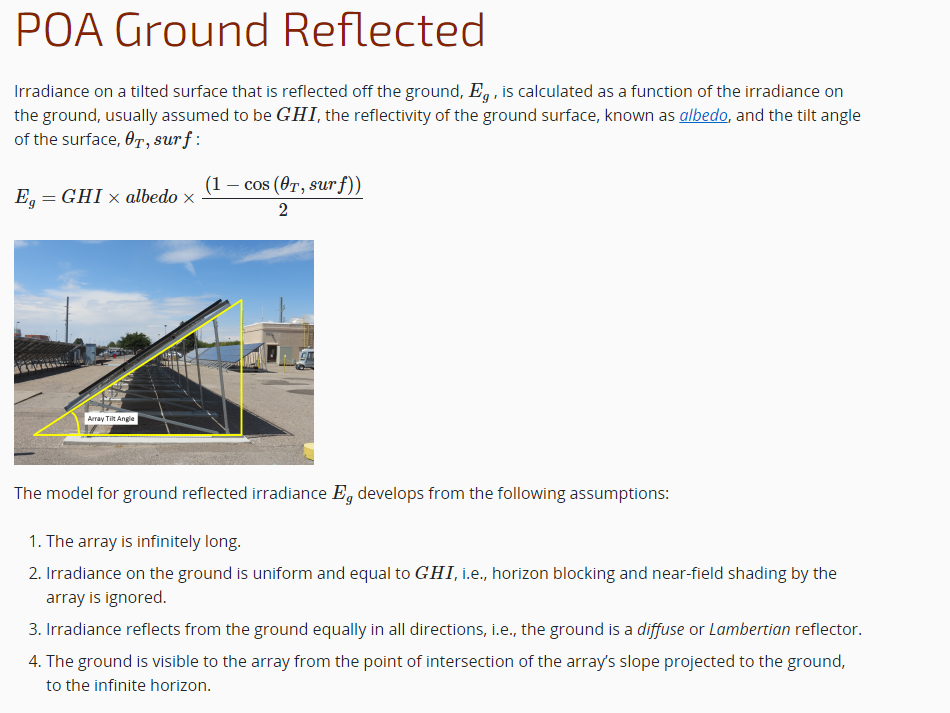 POA Ground Reflected
Irradiance on a tilted surface that is reflected off the ground, E_g , is calculated as a function of the irradiance on
the ground, usually assumed to be GHI, the reflectivity of the ground surface, known as albedo, and the tilt angle
of the surface, θ_T, surf :
E_g = GHI × albedo × (1 − cos (θ_T, surf)) / 2
Array Tilt Angle
The model for ground reflected irradiance E_g develops from the following assumptions:
1. The array is infinitely long.
2. Irradiance on the ground is uniform and equal to GHI, i.e., horizon blocking and near-field shading by the
array is ignored.
3. Irradiance reflects from the ground equally in all directions, i.e., the ground is a diffuse or Lambertian reflector.
4. The ground is visible to the array from the point of intersection of the array’s slope projected to the ground,
to the infinite horizon.